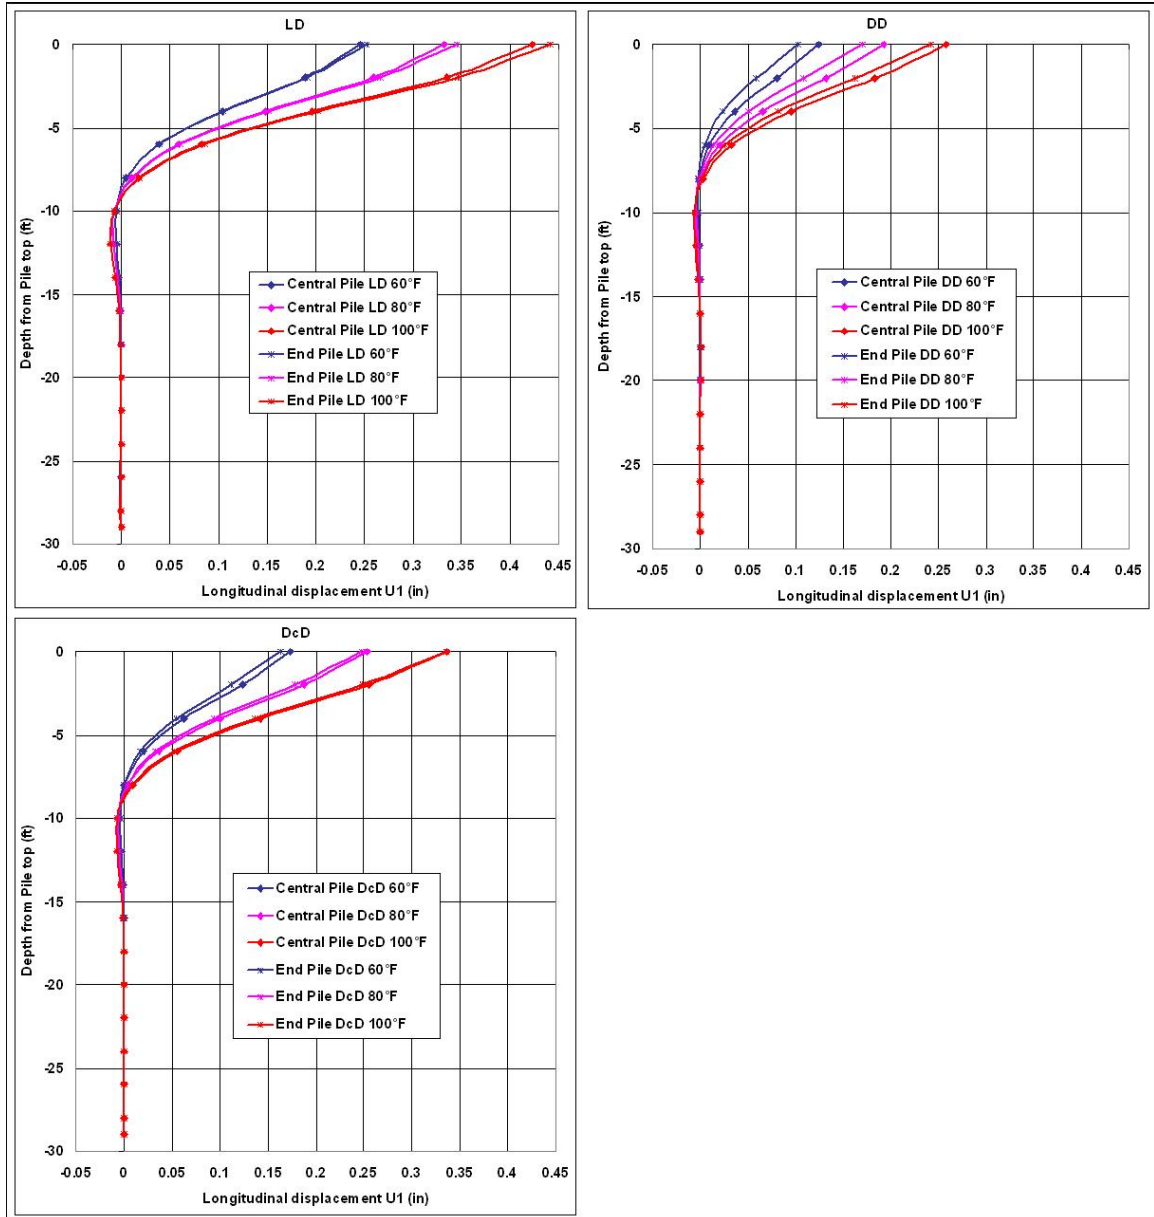 LD
-0.05 0 0.05 0.1 0.15 0.2 0.25 0.3 0.35 0.4 0.45
Longitudinal displacement U1 (in)
Depth from Pile top (ft)
0
-5
-10
-15
-20
-25
-30
Central Pile LD 60°F
Central Pile LD 80°F
Central Pile LD 100°F
End Pile LD 60°F
End Pile LD 80°F
End Pile LD 100°F
DD
-0.05 0 0.05 0.1 0.15 0.2 0.25 0.3 0.35 0.4 0.45
Longitudinal displacement U1 (in)
Depth from Pile top (ft)
0
-5
-10
-15
-20
-25
-30
Central Pile DD 60°F
Central Pile DD 80°F
Central Pile DD 100°F
End Pile DD 60°F
End Pile DD 80°F
End Pile DD 100°F
DcD
-0.05 0 0.05 0.1 0.15 0.2 0.25 0.3 0.35 0.4 0.45
Longitudinal displacement U1 (in)
Depth from Pile top (ft)
0
-5
-10
-15
-20
-25
-30
Central Pile DcD 60°F
Central Pile DcD 80°F
Central Pile DcD 100°F
End Pile DcD 60°F
End Pile DcD 80°F
End Pile DcD 100°F